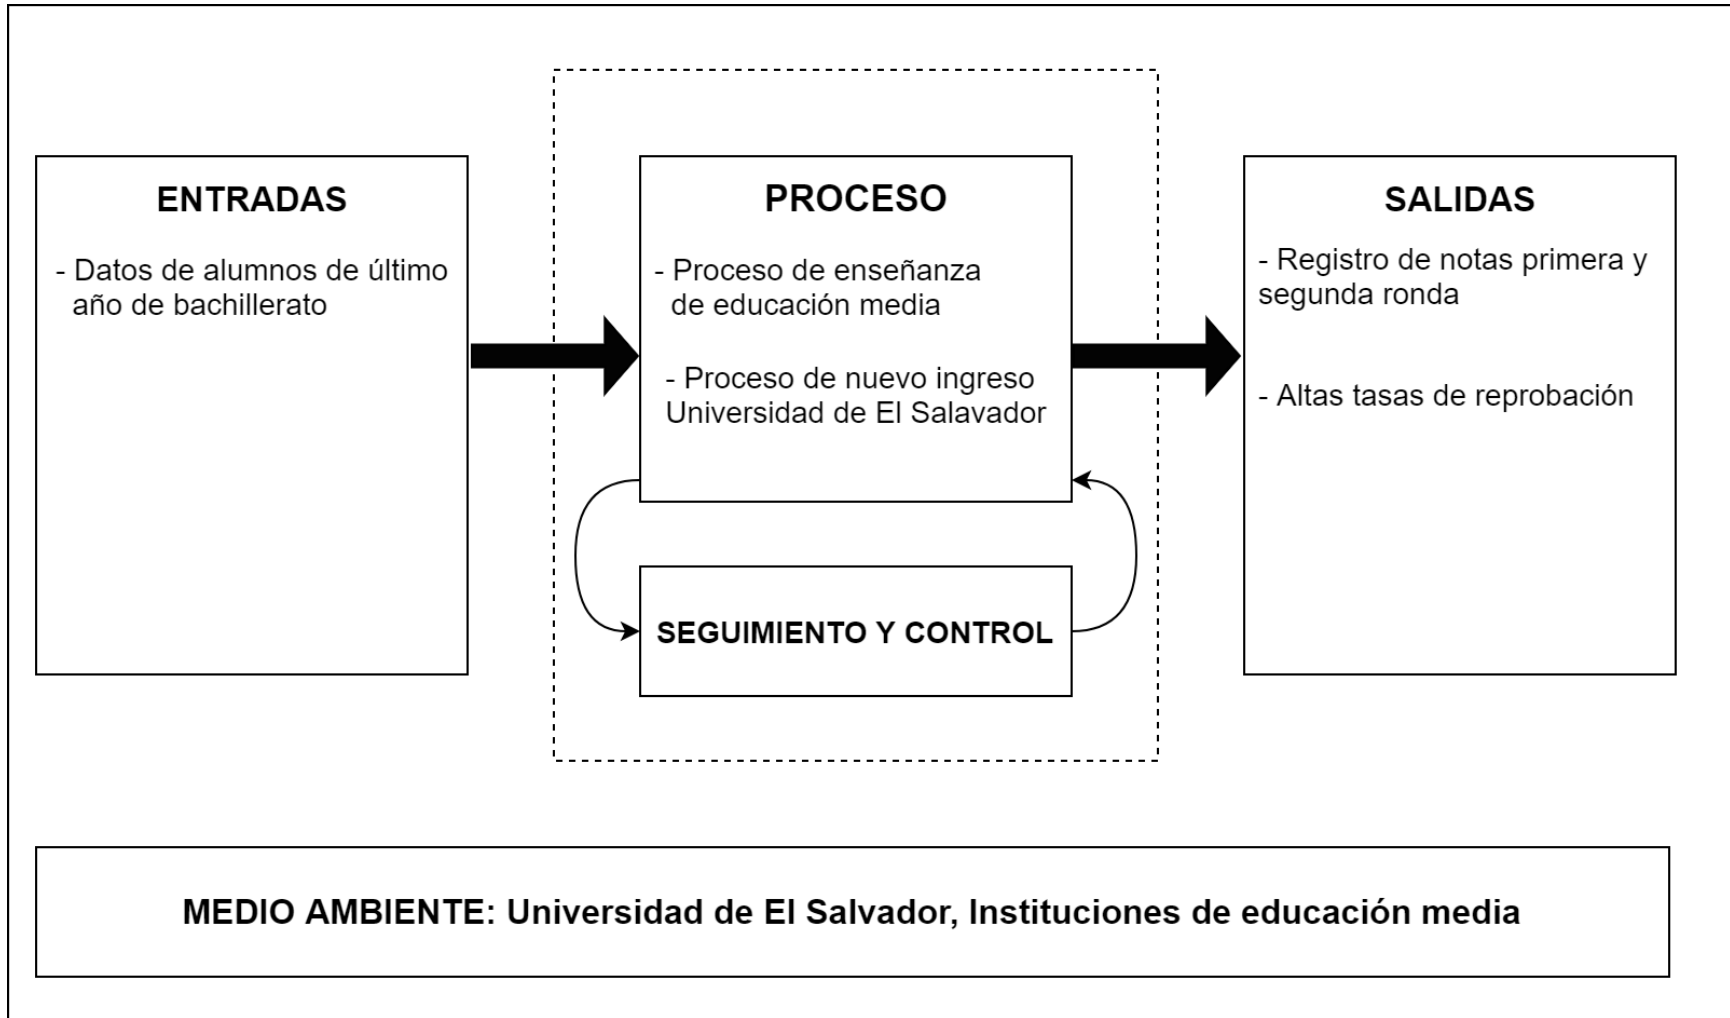 ENTRADAS
- Datos de alumnos de último
año de bachillerato
PROCESO
- Proceso de enseñanza
de educación media
- Proceso de nuevo ingreso
Universidad de El Salavador
SEGUIMIENTO Y CONTROL
SALIDAS
- Registro de notas primera y
segunda ronda
- Altas tasas de reprobación
MEDIO AMBIENTE: Universidad de El Salvador, Instituciones de educación media